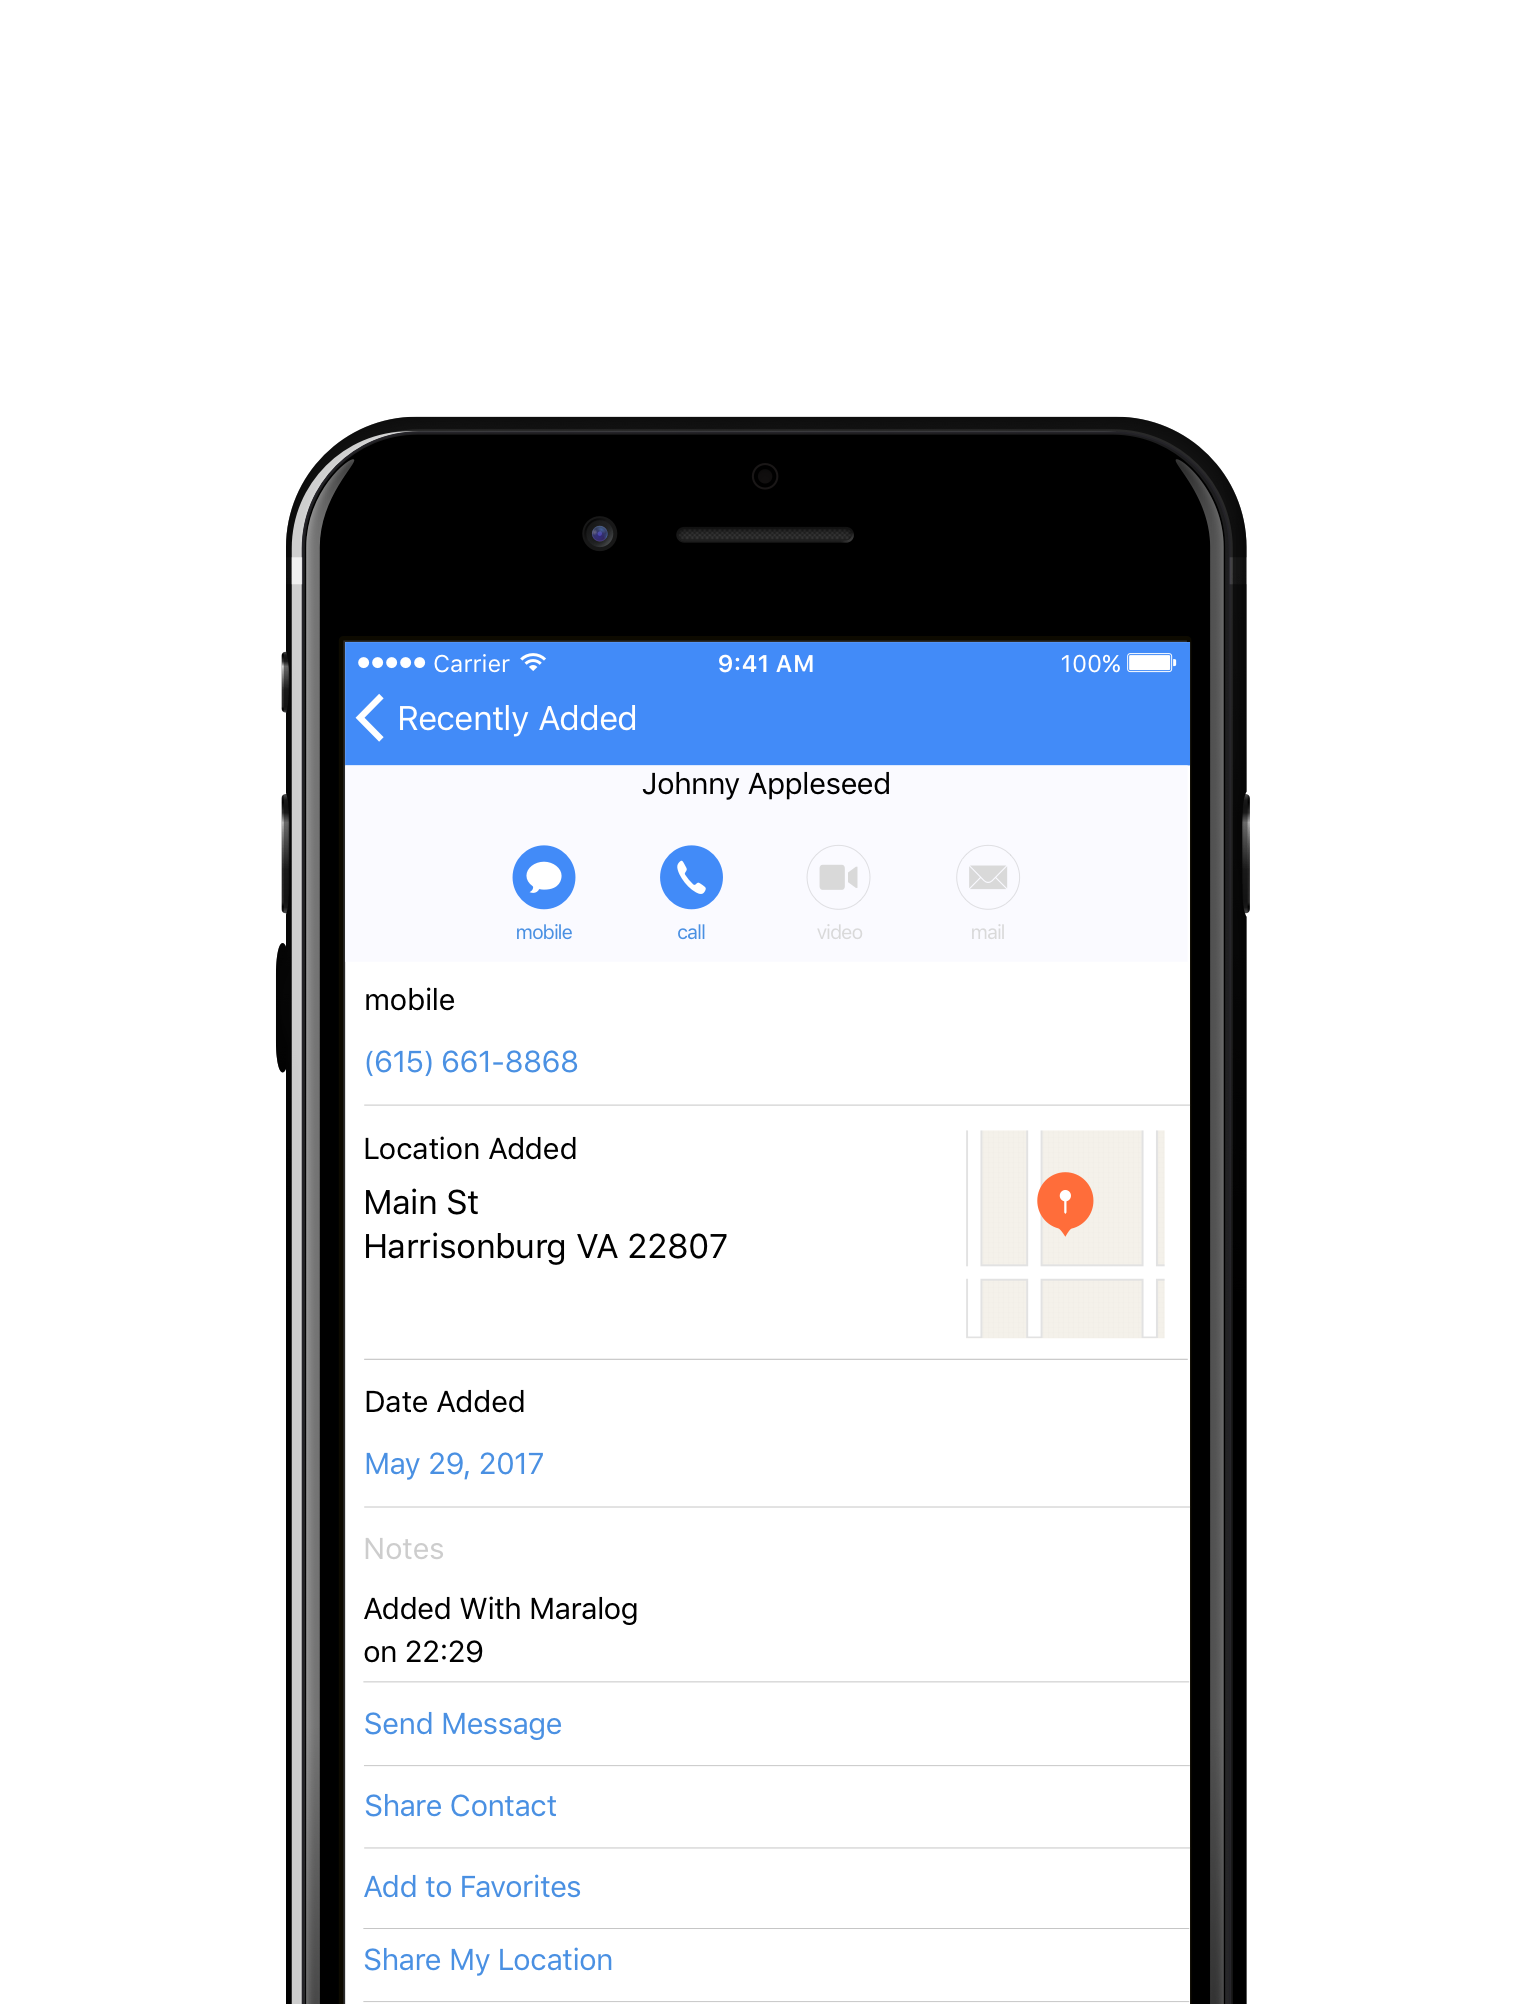 Carrier 9:41 AM 100%
Recently Added
Johnny Appleseed
mobile call video mail
mobile
(615) 661-8868
Location Added
Main St
Harrisonburg VA 22807
Date Added
May 29, 2017
Notes
Added With Maralog
on 22:29
Send Message
Share Contact
Add to Favorites
Share My Location